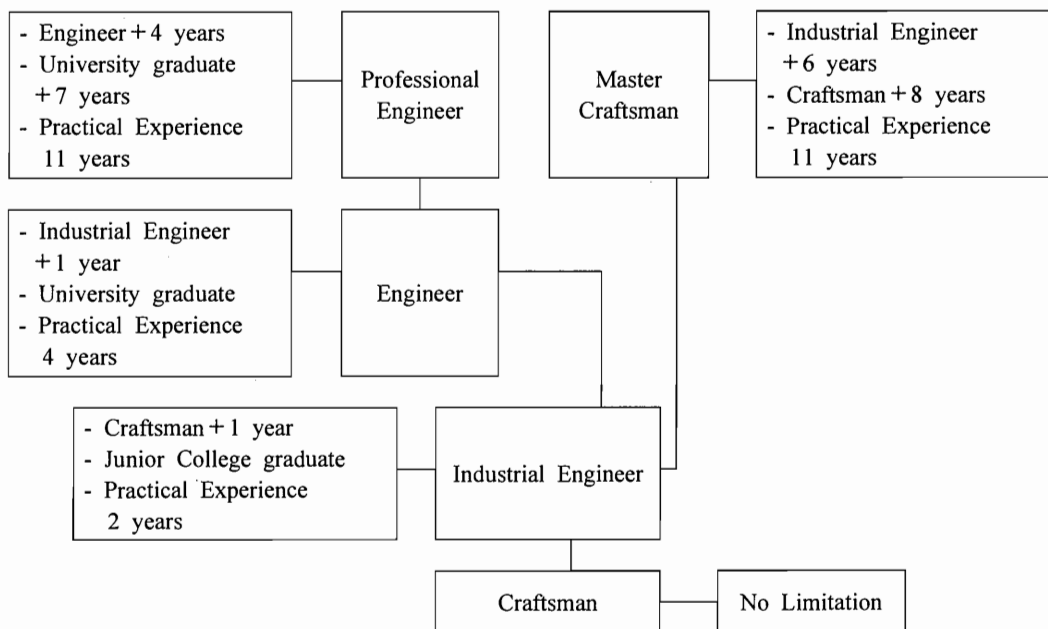 - Engineer + 4 years
- University graduate
+ 7 years
- Practical Experience
11 years
Professional
Engineer
Master
Craftsman
- Industrial Engineer
+ 6 years
- Craftsman + 8 years
- Practical Experience
11 years
- Industrial Engineer
+ 1 year
- University graduate
- Practical Experience
4 years
Engineer
- Craftsman + 1 year
- Junior College graduate
- Practical Experience
2 years
Industrial Engineer
Craftsman
No Limitation